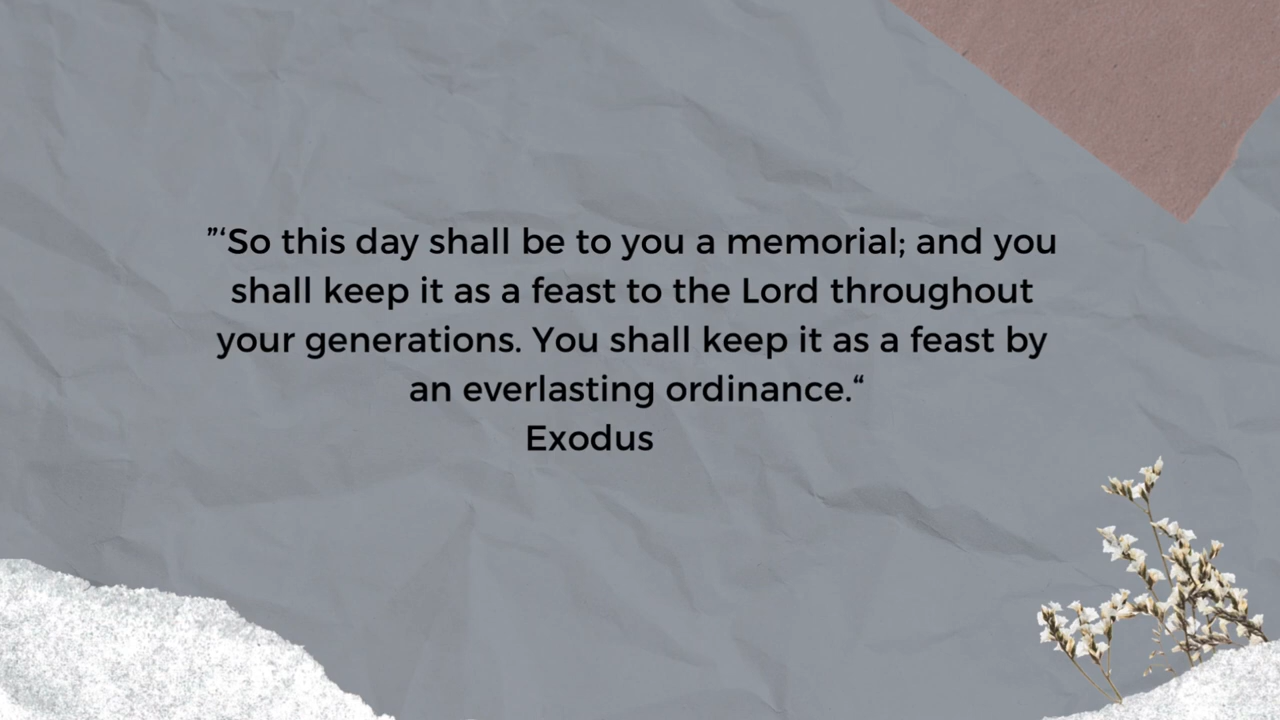 ”‘So this day shall be to you a memorial; and you
shall keep it as a feast to the Lord throughout
your generations. You shall keep it as a feast by
an everlasting ordinance.“
Exodus